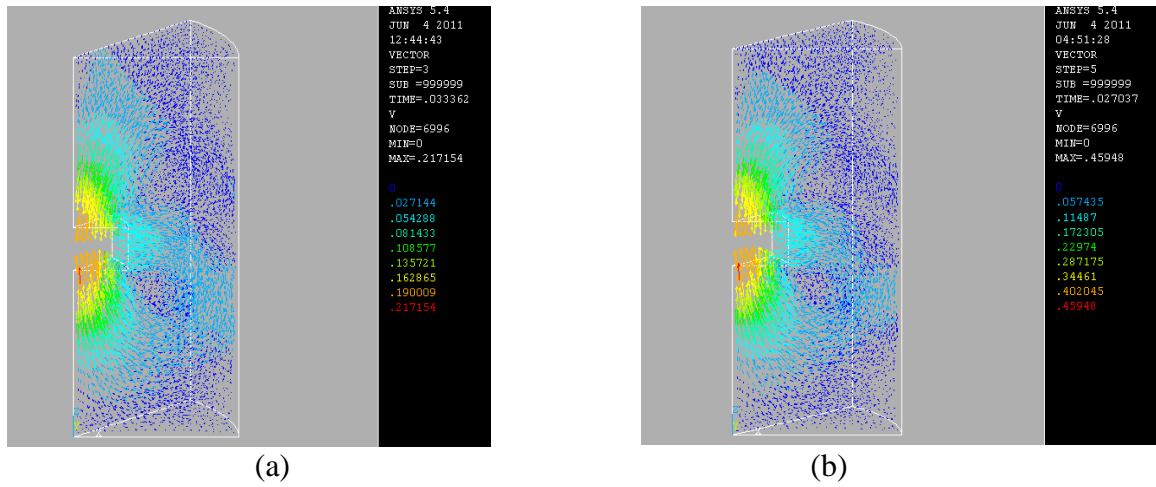 ANSYS 5.4
JUN 4 2011
12:44:43
VECTOR
STEP=3
SUB =999999
TIME=.033362
V
NODE=6996
MIN=0
MAX=.217154
0
.027144
.054288
.081433
.108577
.135721
.162865
.190009
.217154
(a)
ANSYS 5.4
JUN 4 2011
04:51:28
VECTOR
STEP=5
SUB =999999
TIME=.027037
V
NODE=6996
MIN=0
MAX=.45948
0
.057435
.11487
.172305
.22974
.287175
.34461
.402045
.45948
(b)